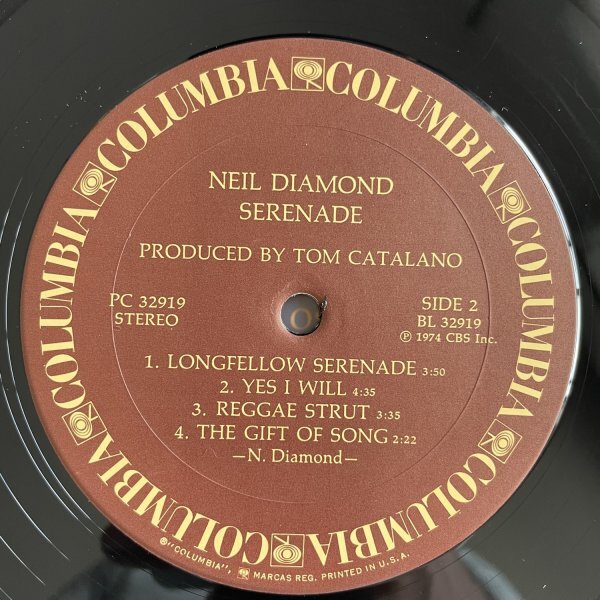 COLUMBIA COLUMBIA COLUMBIA COLUMBIA COLUMBIA COLUMBIA COLUMBIA
NEIL DIAMOND
SERENADE
PRODUCED BY TOM CATALANO
PC 32919
STEREO
SIDE 2
BL 32919
℗ 1974 CBS Inc.
1. LONGFELLOW SERENADE 3:50
2. YES I WILL 4:35
3. REGGAE STRUT 3:35
4. THE GIFT OF SONG 2:22
—N. Diamond—
®"COLUMBIA", MARCAS REG. PRINTED IN U.S.A.